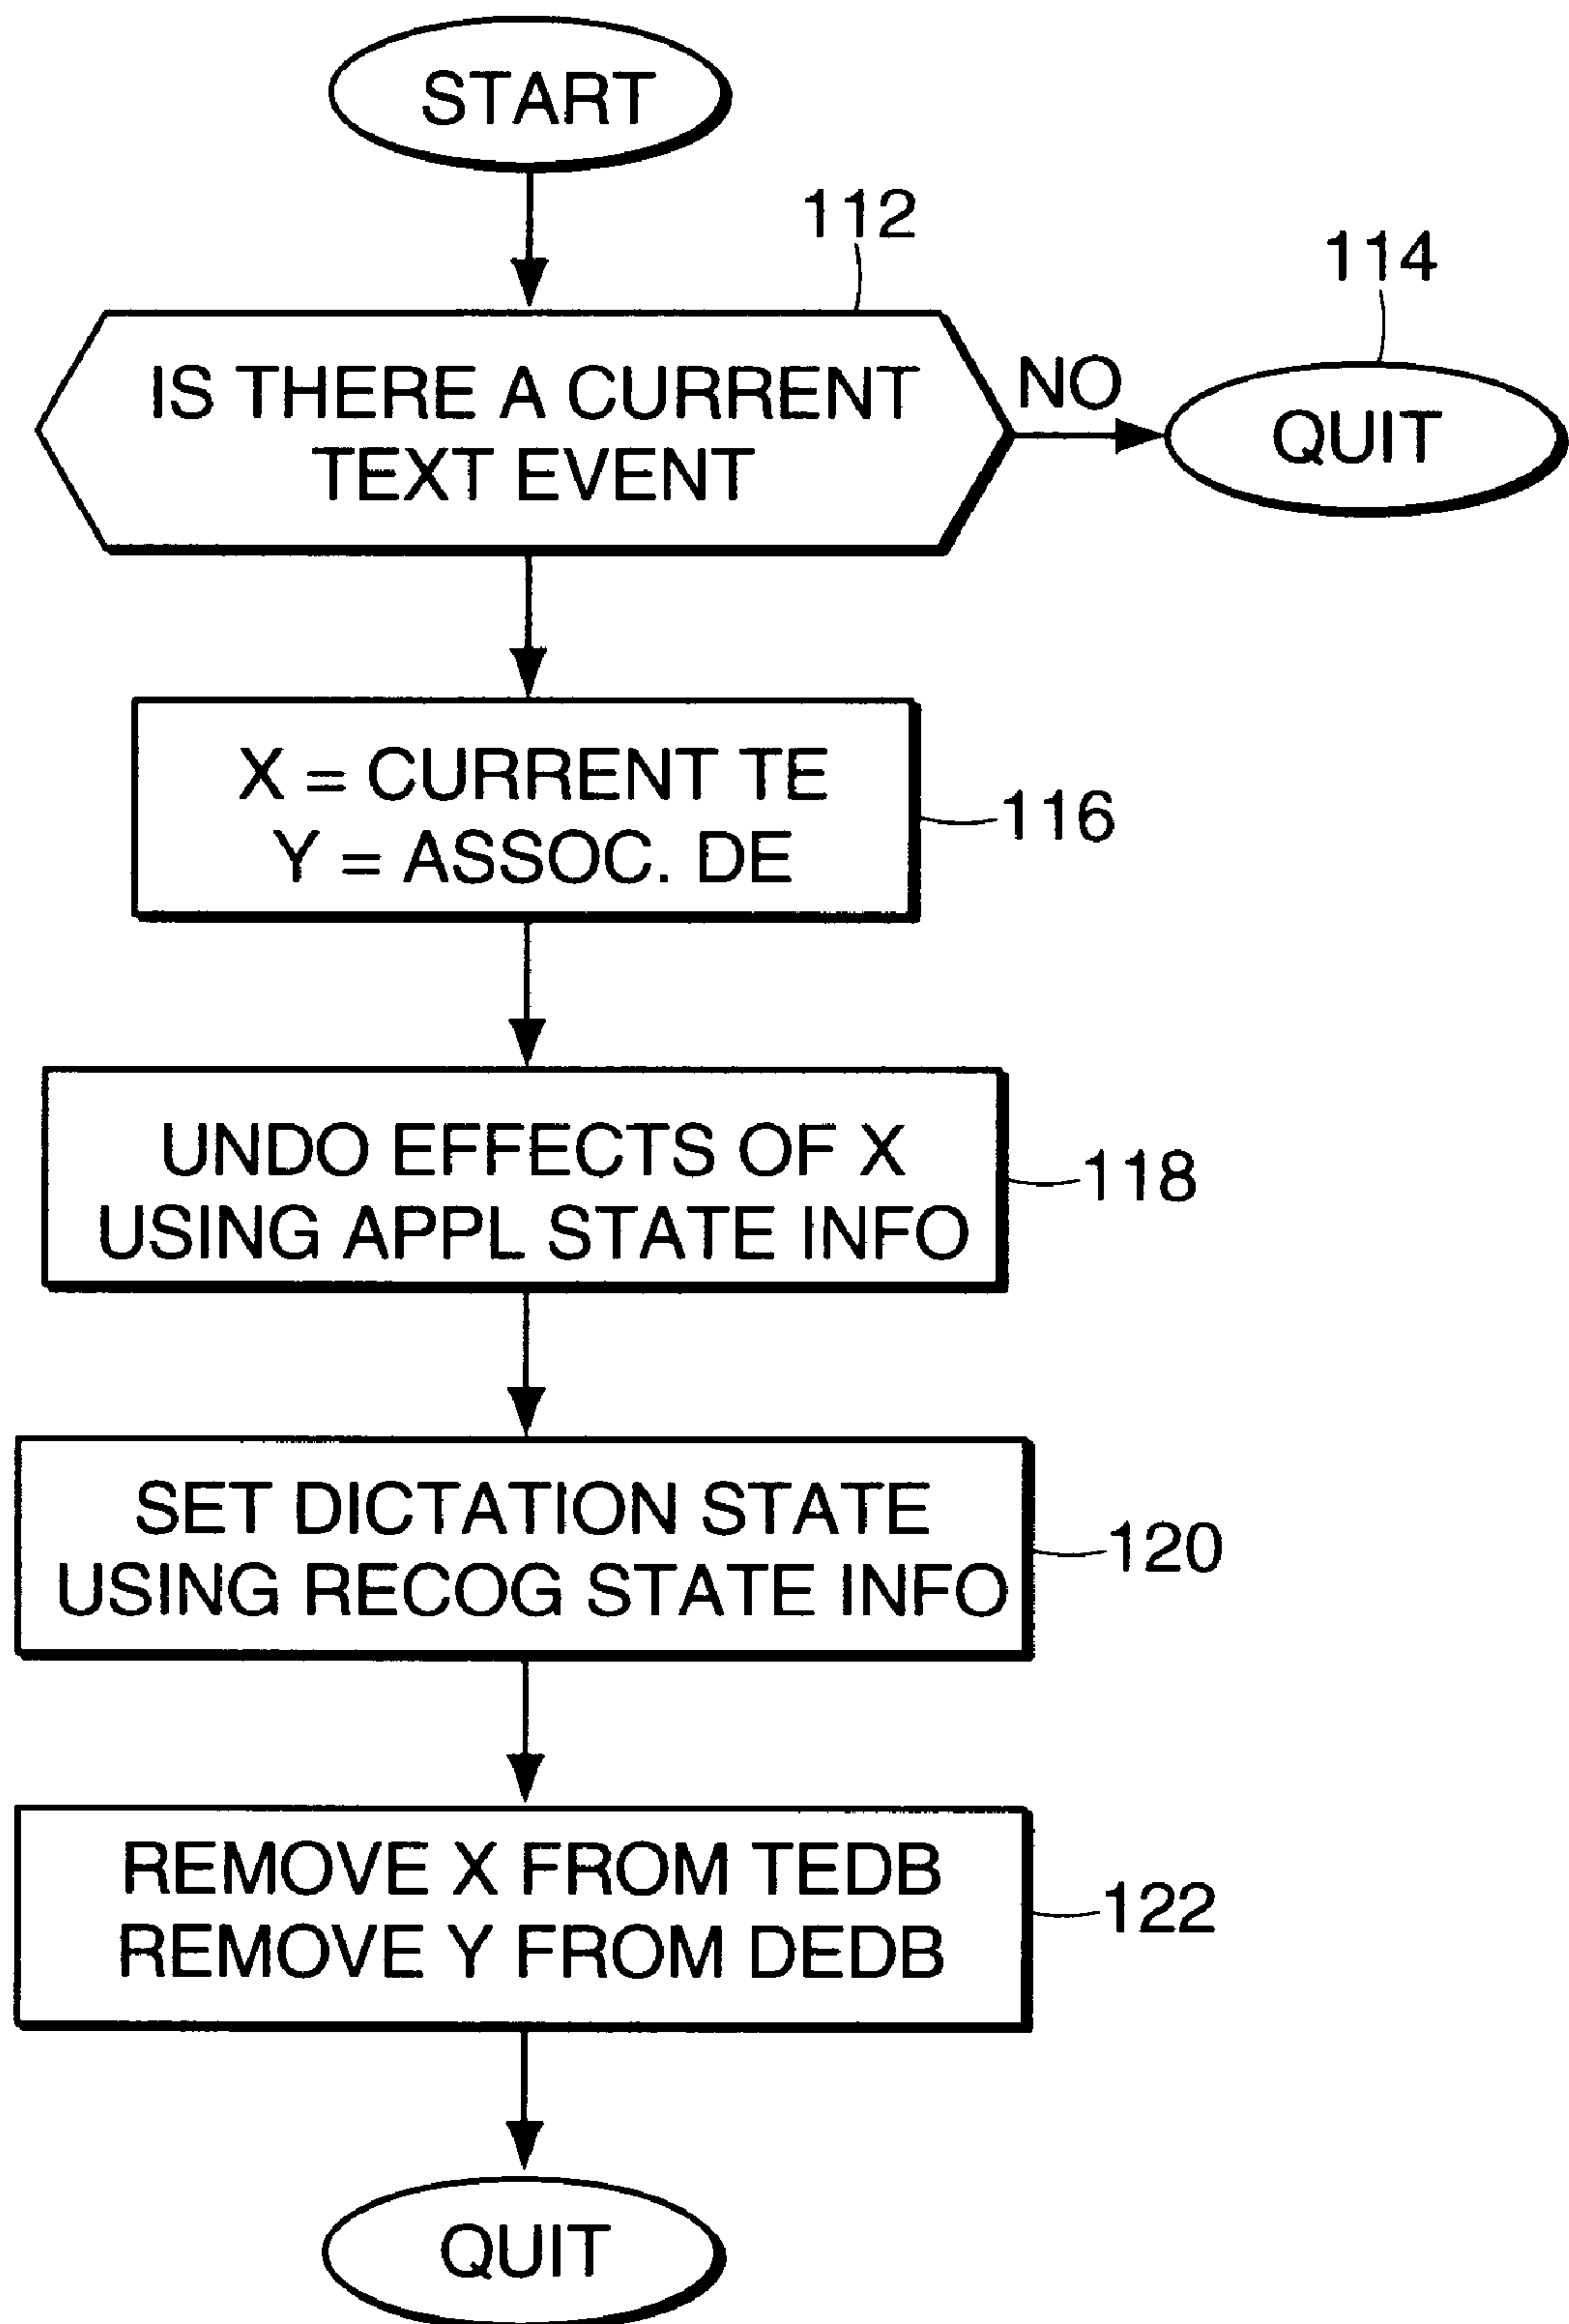 START
112
114
IS THERE A CURRENT
TEXT EVENT
NO
QUIT
X = CURRENT TE
Y = ASSOC. DE
116
UNDO EFFECTS OF X
USING APPL STATE INFO
118
SET DICTATION STATE
USING RECOG STATE INFO
120
REMOVE X FROM TEDB
REMOVE Y FROM DEDB
122
QUIT